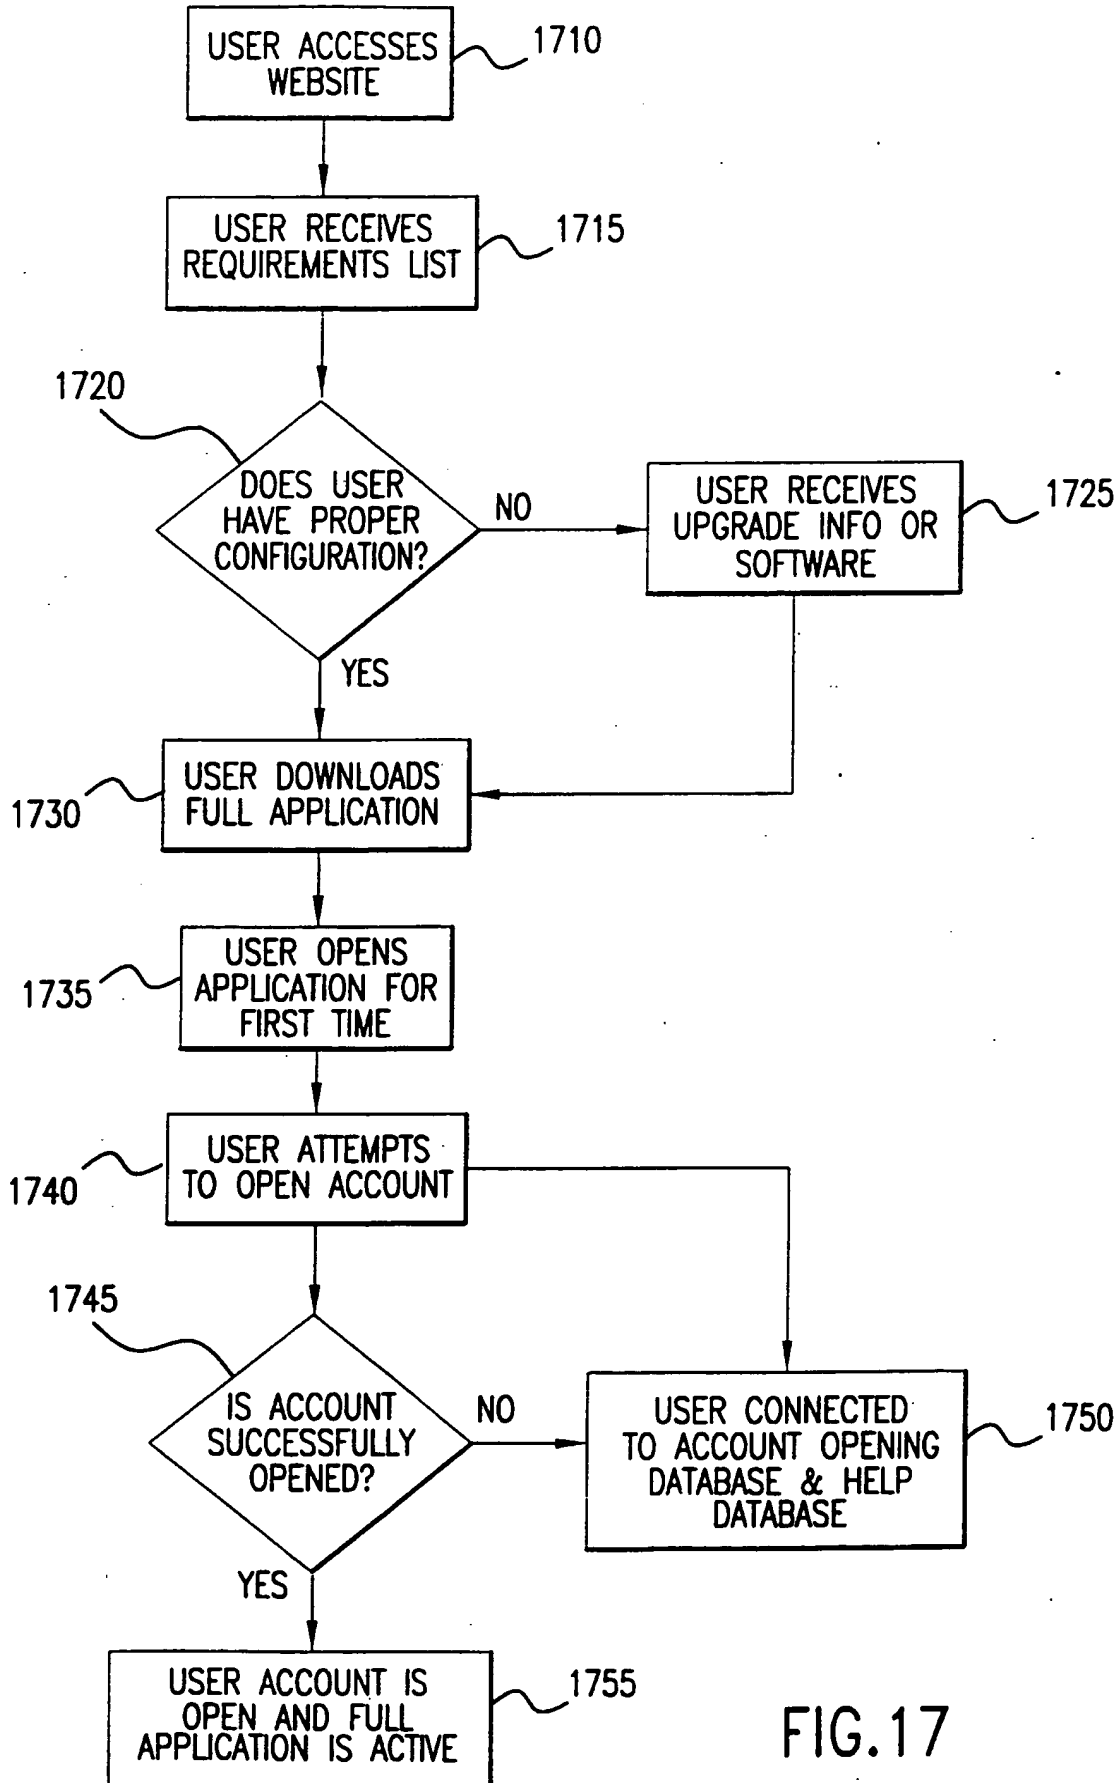 USER ACCESSES
WEBSITE
1710
USER RECEIVES
REQUIREMENTS LIST
1715
1720
DOES USER
HAVE PROPER
CONFIGURATION?
NO
USER RECEIVES
UPGRADE INFO OR
SOFTWARE
1725
YES
USER DOWNLOADS
FULL APPLICATION
1730
USER OPENS
APPLICATION FOR
FIRST TIME
1735
USER ATTEMPTS
TO OPEN ACCOUNT
1740
1745
IS ACCOUNT
SUCCESSFULLY
OPENED?
NO
USER CONNECTED
TO ACCOUNT OPENING
DATABASE & HELP
DATABASE
1750
YES
USER ACCOUNT IS
OPEN AND FULL
APPLICATION IS ACTIVE
1755
FIG.17